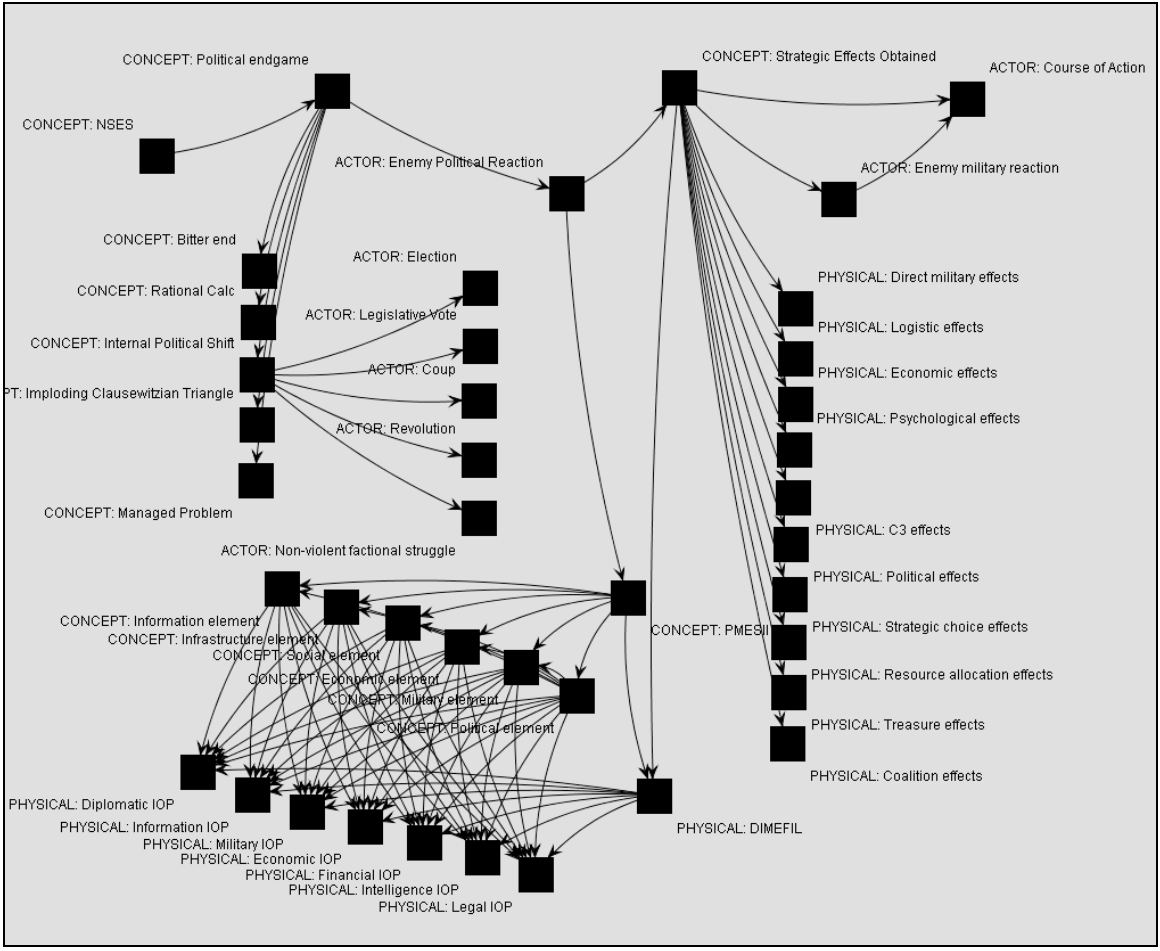 CONCEPT: Strategic Effects Obtained
CONCEPT: Political endgame
ACTOR: Course of Action
CONCEPT: NSES
ACTOR: Enemy Political Reaction
ACTOR: Enemy military reaction
CONCEPT: Bitter end
ACTOR: Election
PHYSICAL: Direct military effects
CONCEPT: Rational Calc
ACTOR: Legislative Vote
PHYSICAL: Logistic effects
CONCEPT: Internal Political Shift
ACTOR: Coup
PHYSICAL: Economic effects
PT: Imploding Clausewitzian Triangle
PHYSICAL: Psychological effects
ACTOR: Revolution
CONCEPT: Managed Problem
PHYSICAL: C3 effects
ACTOR: Non-violent factional struggle
PHYSICAL: Political effects
CONCEPT: Information element
PHYSICAL: Strategic choice effects
CONCEPT: PMESII
CONCEPT: Infrastructure element
CONCEPT: Social element
PHYSICAL: Resource allocation effects
CONCEPT: Economic element
CONCEPT: Military element
PHYSICAL: Treasure effects
CONCEPT: Political element
PHYSICAL: Coalition effects
PHYSICAL: Diplomatic IOP
PHYSICAL: Information IOP
PHYSICAL: DIMEFIL
PHYSICAL: Military IOP
PHYSICAL: Economic IOP
PHYSICAL: Financial IOP
PHYSICAL: Intelligence IOP
PHYSICAL: Legal IOP